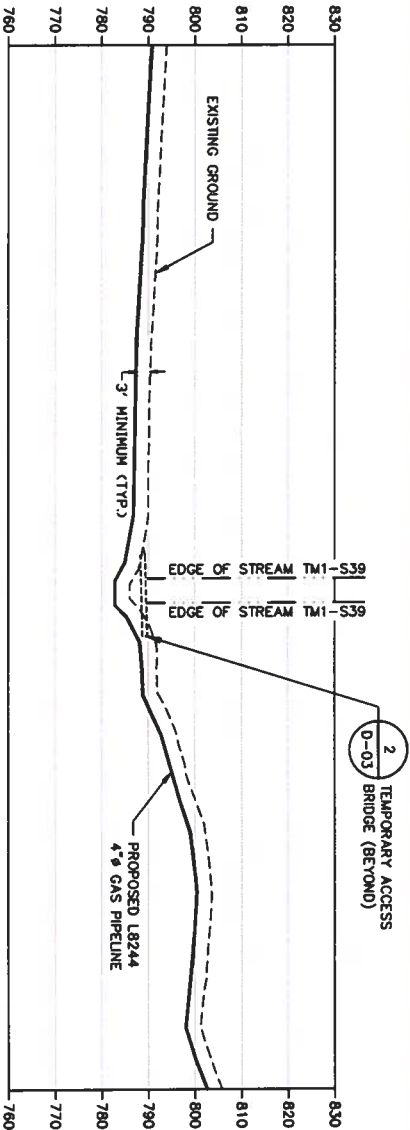 830
820
810
800
790
780
770
760
830
820
810
800
790
780
770
760
EXISTING GROUND
3' MINIMUM (TYP.)
EDGE OF STREAM TM1-S39
EDGE OF STREAM TM1-S39
2
D-03
TEMPORARY ACCESS
BRIDGE (BEYOND)
PROPOSED L8244
4"ø GAS PIPELINE